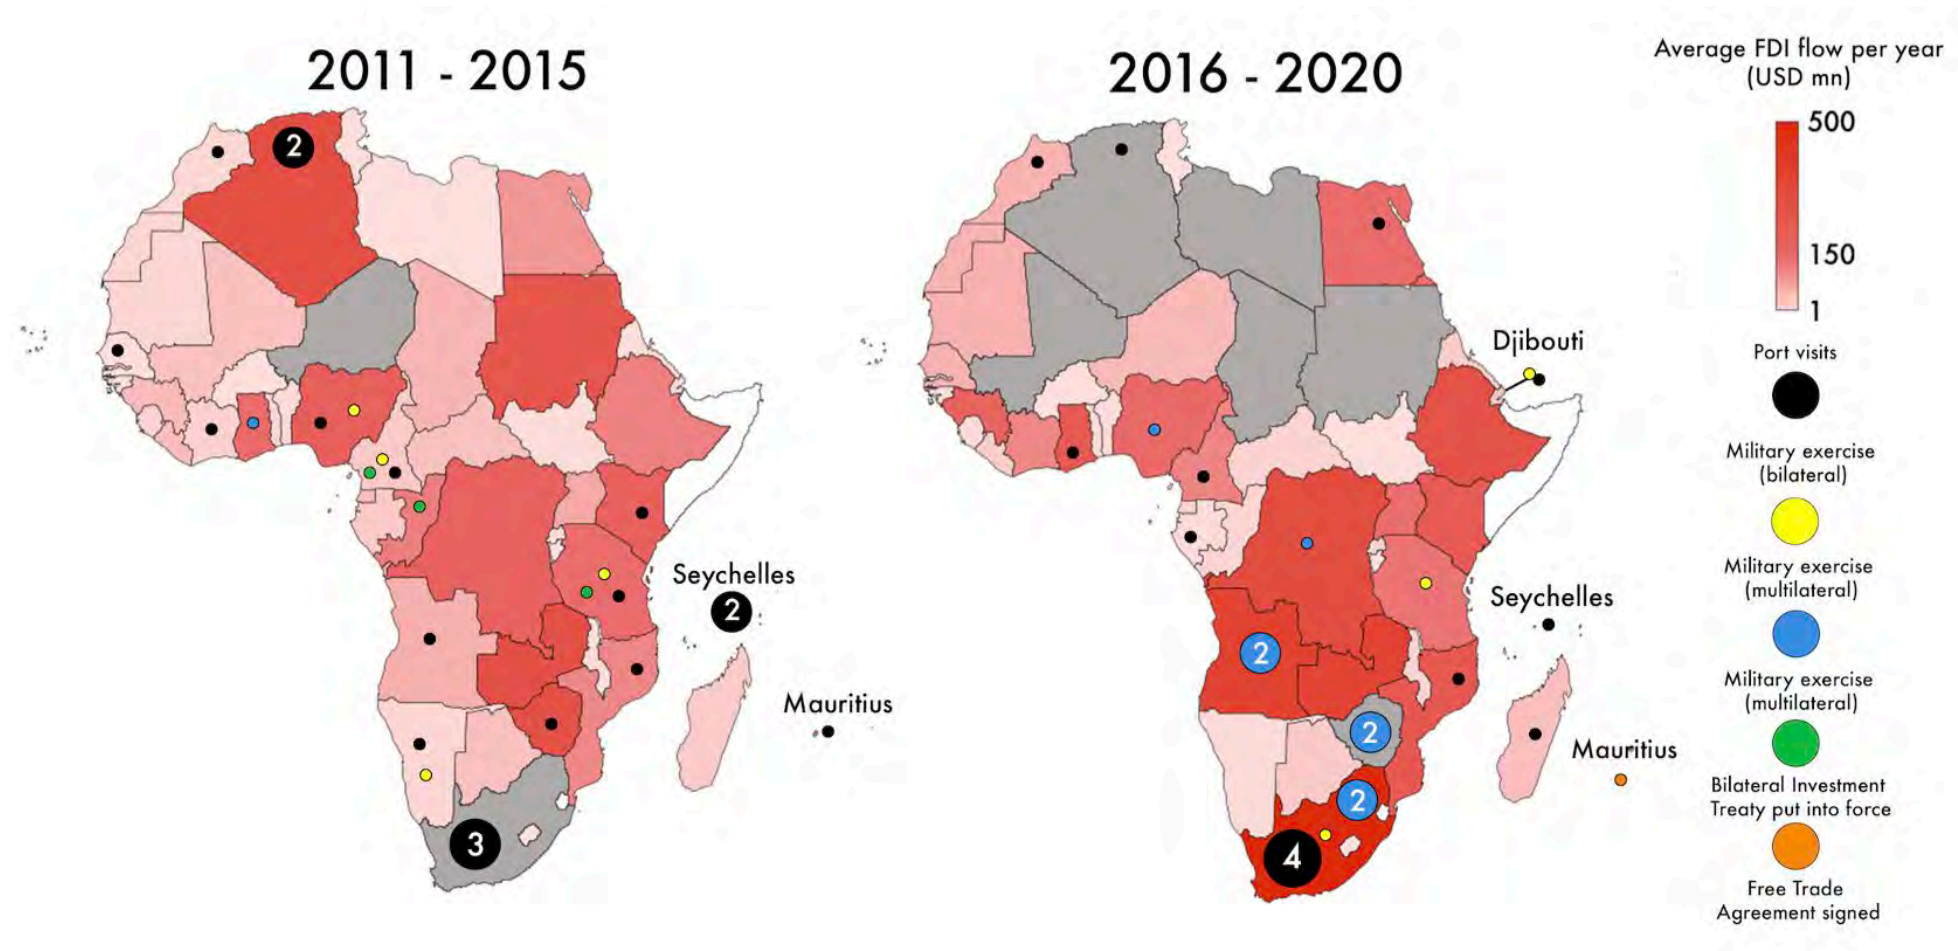 2011 - 2015
2
Seychelles
2
Mauritius
3
2016 - 2020
Djibouti
Seychelles
2
Mauritius
2
2
4
Average FDI flow per year
(USD mn)
500
150
1
Port visits
Military exercise
(bilateral)
Military exercise
(multilateral)
Military exercise
(multilateral)
Bilateral Investment
Treaty put into force
Free Trade
Agreement signed